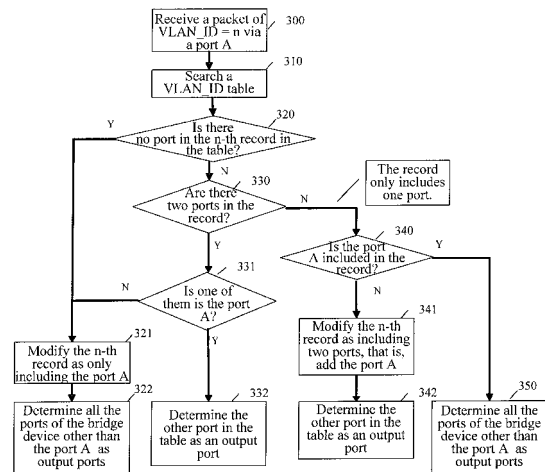 Receive a packet of
VLAN_ID = n via
a port A
300
310
Search a
VLAN_ID table
320
Y
Is there
no port in the n-th record in
the table?
N
330
Are there
two ports in the
record?
N
The record
only includes
one port.
Y
340
Is the port
A included in the
record?
Y
331
N
Is one of
them is the port
A?
N
Y
321
Modify the n-th
record as only
including the port A
341
Modify the n-th
record as including
two ports, that is,
add the port A
322
Determine all the
ports of the bridge
device other than
the port A as
output ports
332
Determine the
other port in the
table as an output
port
342
Determine the
other port in the
table as an output
port
350
Determine all the
ports of the bridge
device other than
the port A as
output ports